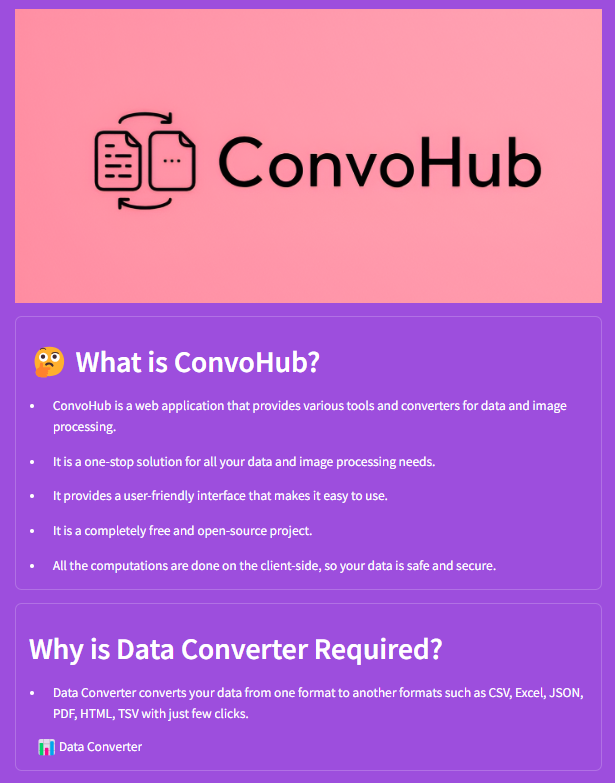 ConvoHub
🤔 What is ConvoHub?
• ConvoHub is a web application that provides various tools and converters for data and image
processing.
• It is a one-stop solution for all your data and image processing needs.
• It provides a user-friendly interface that makes it easy to use.
• It is a completely free and open-source project.
• All the computations are done on the client-side, so your data is safe and secure.
Why is Data Converter Required?
• Data Converter converts your data from one format to another formats such as CSV, Excel, JSON,
PDF, HTML, TSV with just few clicks.
📊 Data Converter